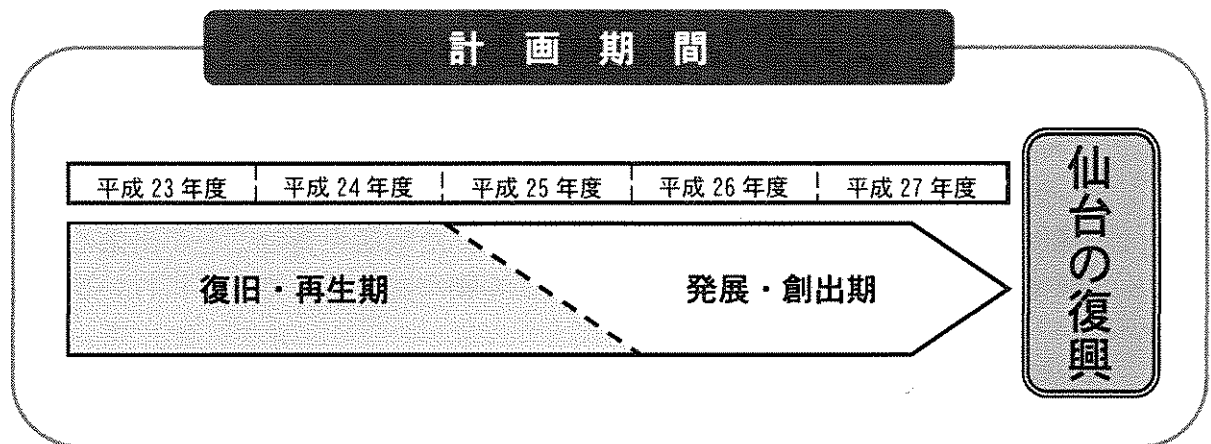 計画期間
平成 23 年度 平成 24 年度 平成 25 年度 平成 26 年度 平成 27 年度
復旧・再生期 発展・創出期
仙台の復興